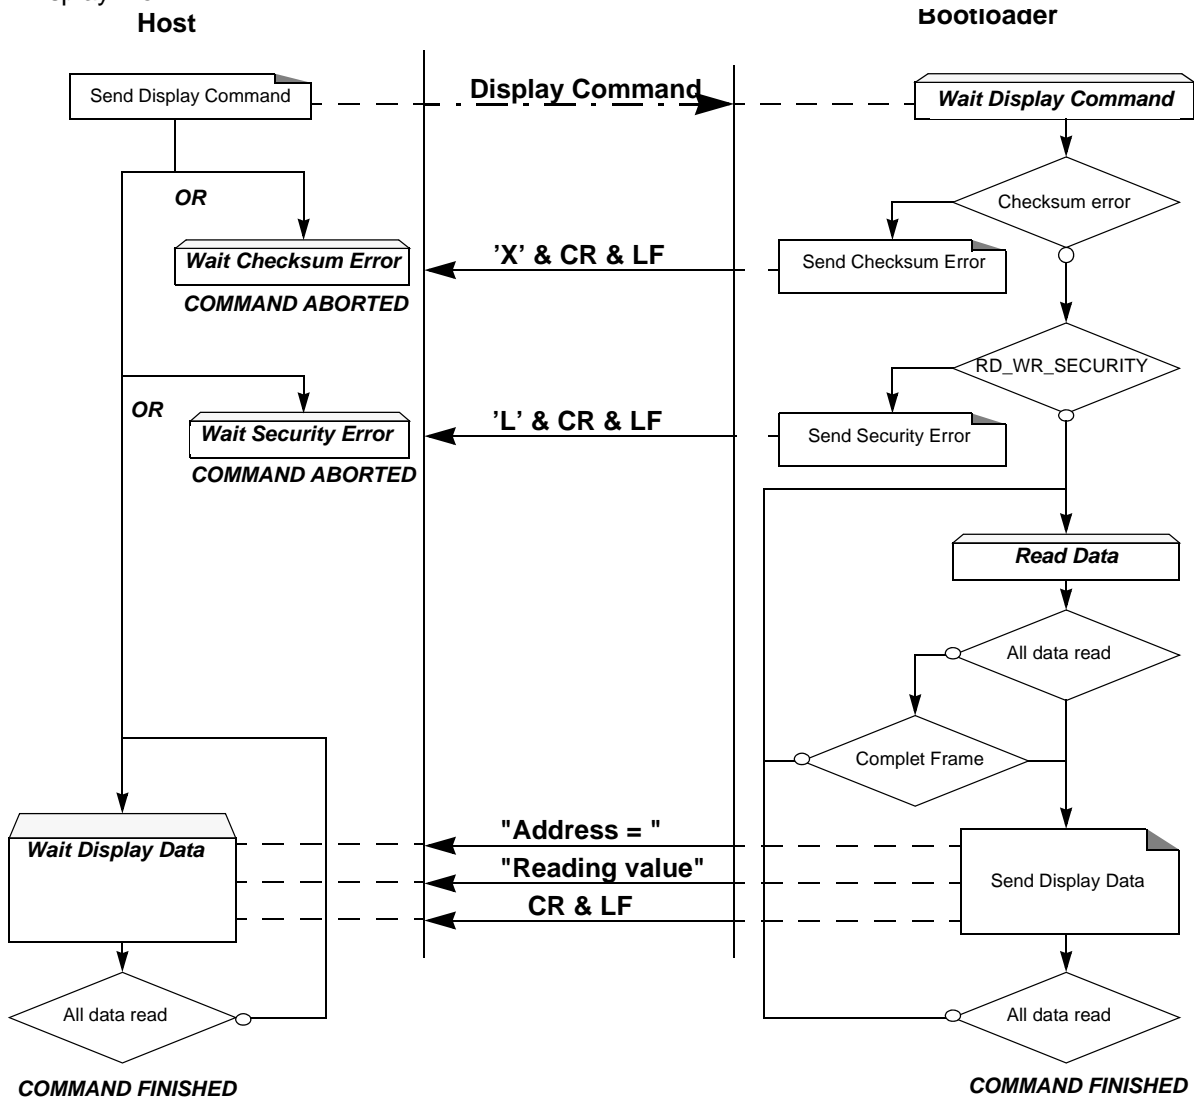 Host
Bootloader
Send Display Command
Display Command
Wait Display Command
OR
Checksum error
Wait Checksum Error
'X' & CR & LF
Send Checksum Error
COMMAND ABORTED
RD_WR_SECURITY
OR
Wait Security Error
'L' & CR & LF
Send Security Error
COMMAND ABORTED
Read Data
All data read
Complet Frame
"Address = "
Wait Display Data
"Reading value"
Send Display Data
CR & LF
All data read
All data read
COMMAND FINISHED
COMMAND FINISHED